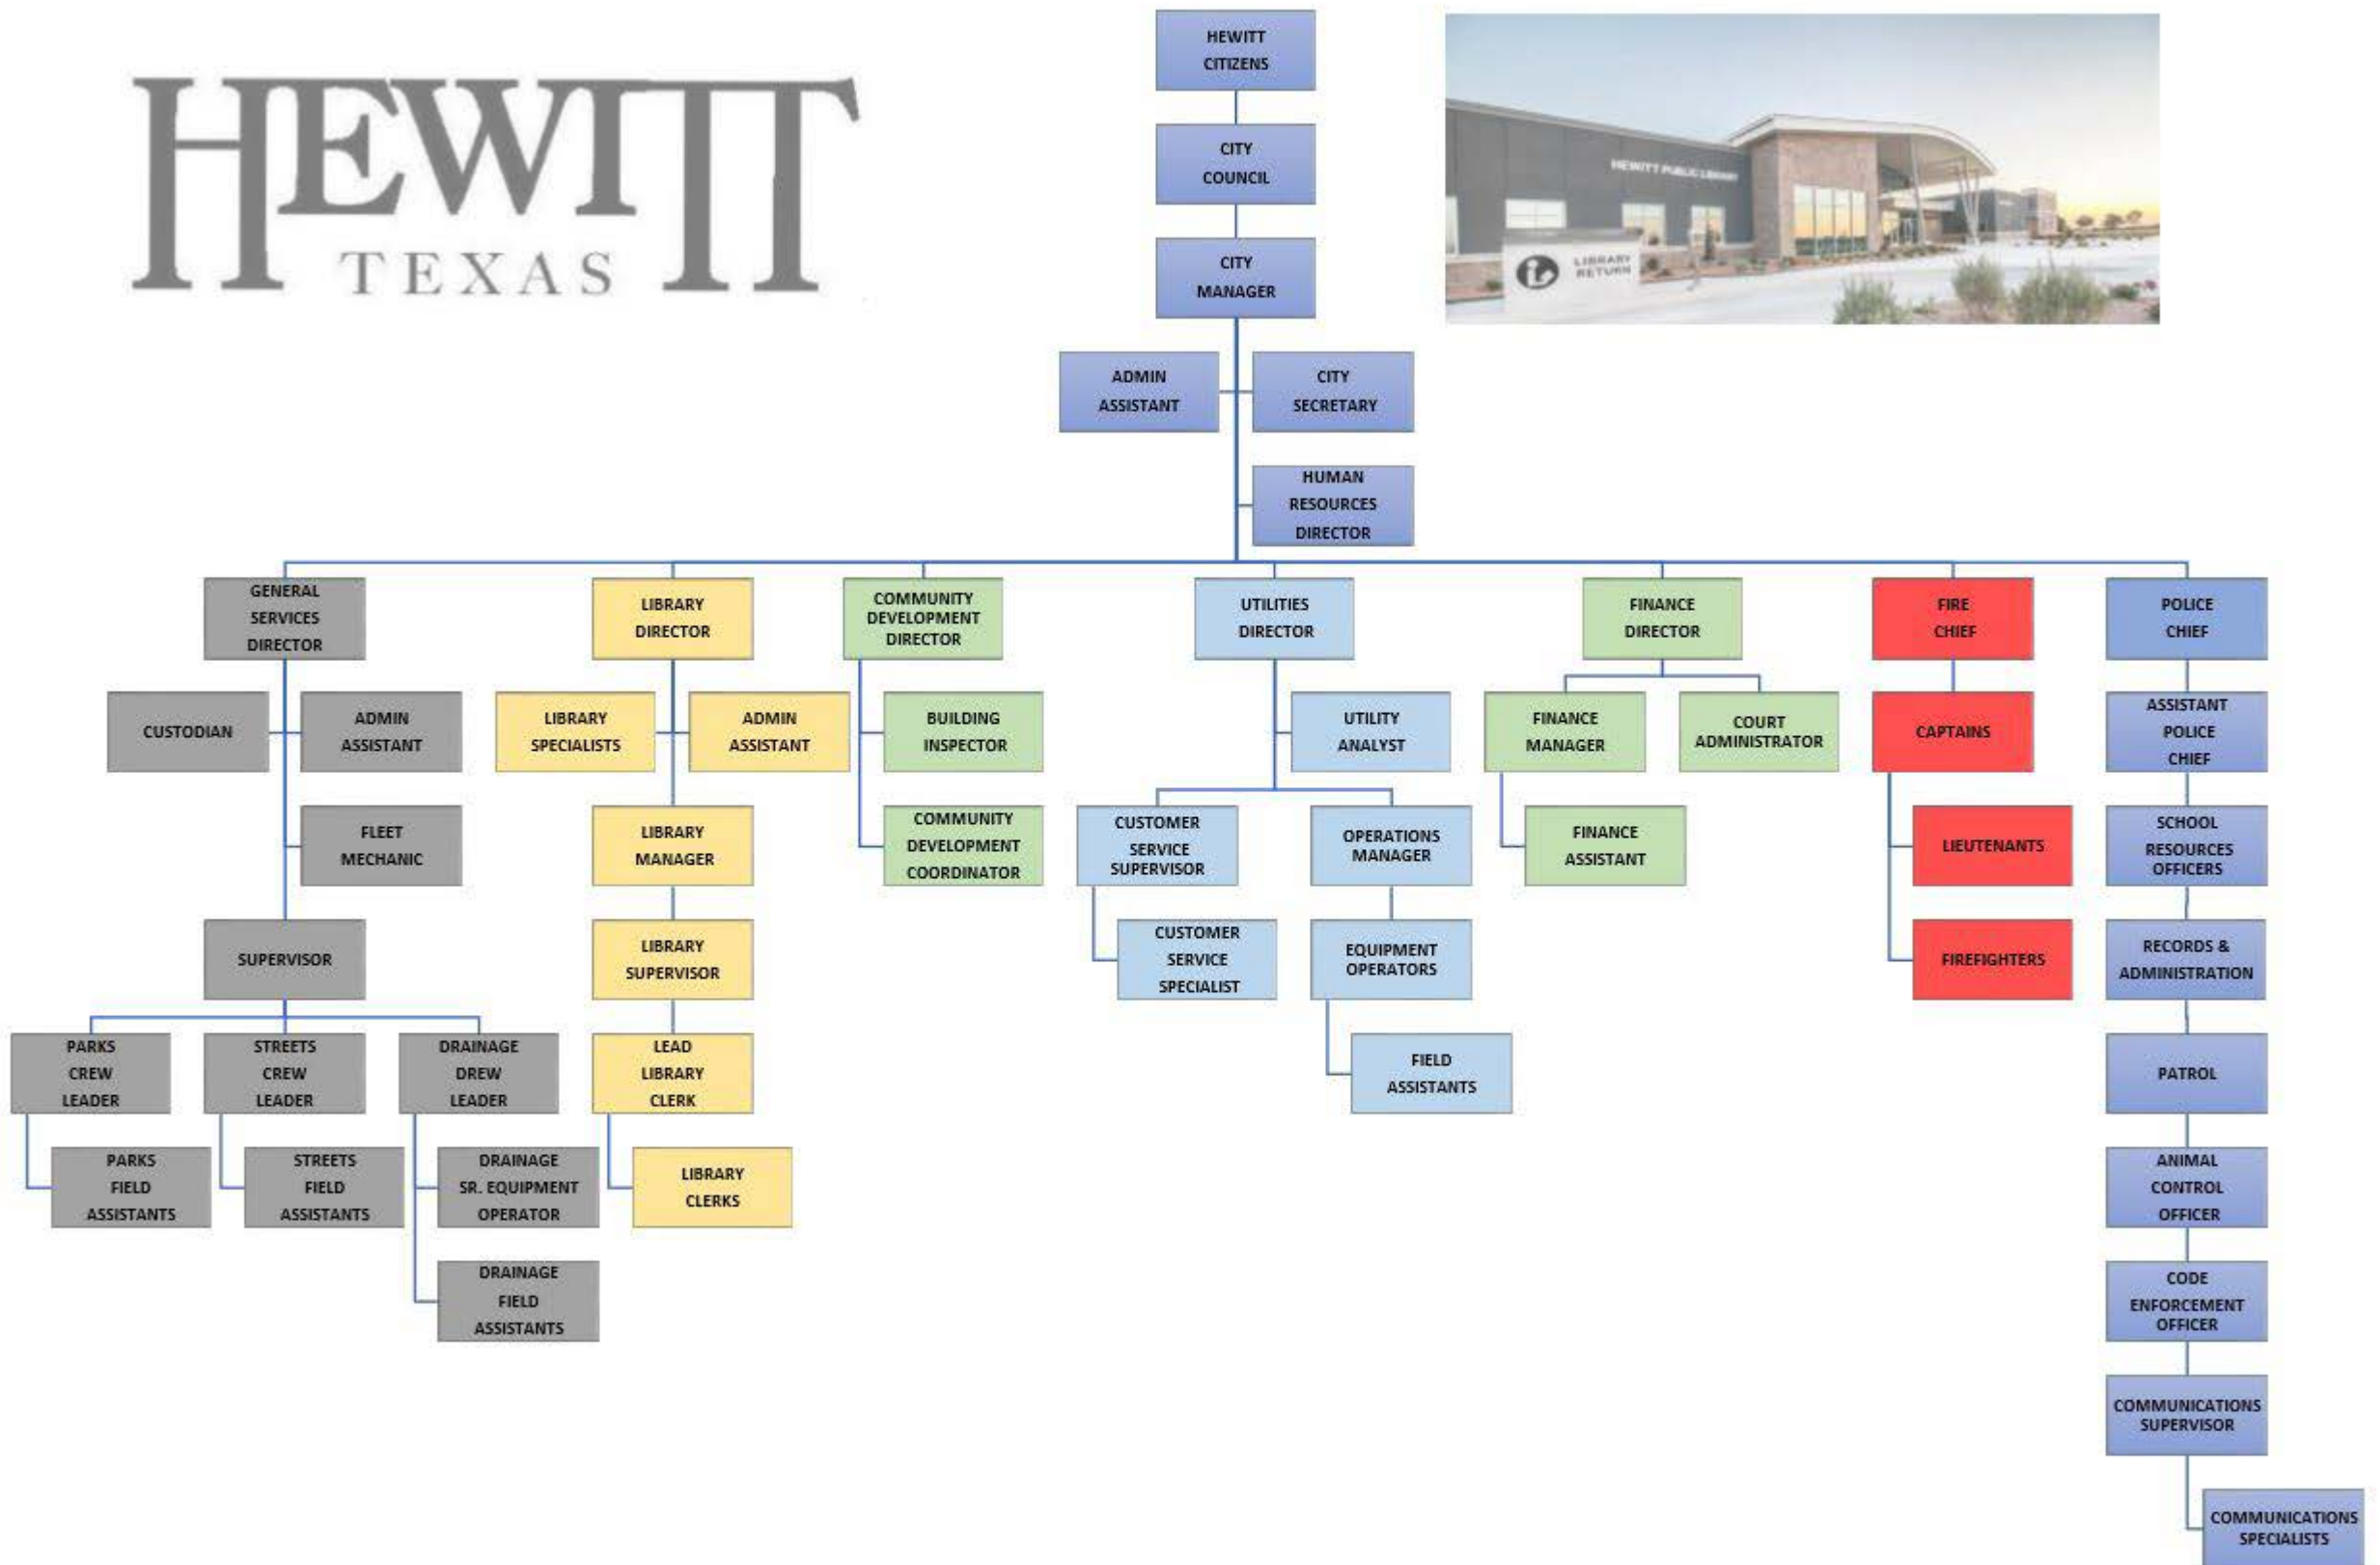 HEWITT
TEXAS
HEWITT PUBLIC LIBRARY
LIBRARY
RETURN
HEWITT
CITIZENS
CITY
COUNCIL
CITY
MANAGER
ADMIN
ASSISTANT
CITY
SECRETARY
HUMAN
RESOURCES
DIRECTOR
GENERAL
SERVICES
DIRECTOR
CUSTODIAN
ADMIN
ASSISTANT
FLEET
MECHANIC
SUPERVISOR
PARKS
CREW
LEADER
PARKS
FIELD
ASSISTANTS
STREETS
CREW
LEADER
STREETS
FIELD
ASSISTANTS
DRAINAGE
DREW
LEADER
DRAINAGE
SR. EQUIPMENT
OPERATOR
DRAINAGE
FIELD
ASSISTANTS
LIBRARY
DIRECTOR
LIBRARY
SPECIALISTS
ADMIN
ASSISTANT
LIBRARY
MANAGER
LIBRARY
SUPERVISOR
LEAD
LIBRARY
CLERK
LIBRARY
CLERKS
COMMUNITY
DEVELOPMENT
DIRECTOR
BUILDING
INSPECTOR
COMMUNITY
DEVELOPMENT
COORDINATOR
UTILITIES
DIRECTOR
UTILITY
ANALYST
CUSTOMER
SERVICE
SUPERVISOR
CUSTOMER
SERVICE
SPECIALIST
OPERATIONS
MANAGER
EQUIPMENT
OPERATORS
FIELD
ASSISTANTS
FINANCE
DIRECTOR
FINANCE
MANAGER
FINANCE
ASSISTANT
COURT
ADMINISTRATOR
FIRE
CHIEF
CAPTAINS
LIEUTENANTS
FIREFIGHTERS
POLICE
CHIEF
ASSISTANT
POLICE
CHIEF
SCHOOL
RESOURCES
OFFICERS
RECORDS &
ADMINISTRATION
PATROL
ANIMAL
CONTROL
OFFICER
CODE
ENFORCEMENT
OFFICER
COMMUNICATIONS
SUPERVISOR
COMMUNICATIONS
SPECIALISTS